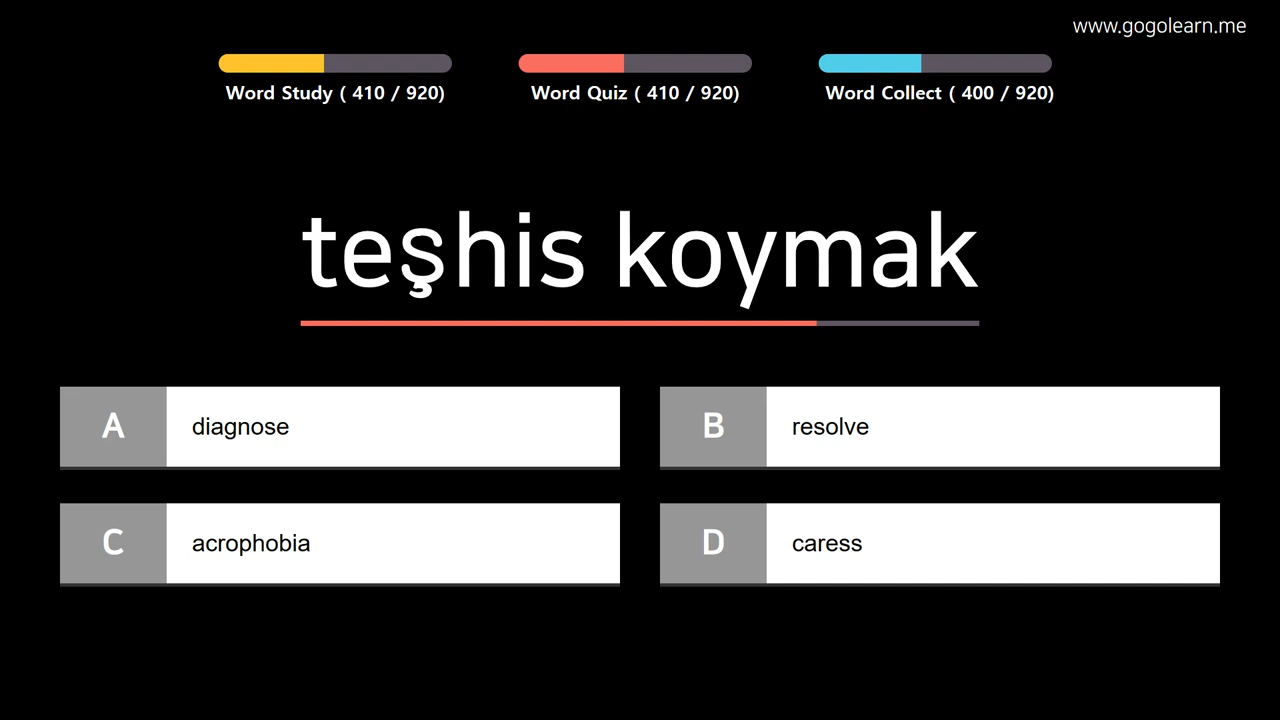 www.gogolearn.me
Word Study ( 410 / 920)
Word Quiz ( 410 / 920)
Word Collect ( 400 / 920)
teşhis koymak
A diagnose
B resolve
C acrophobia
D caress